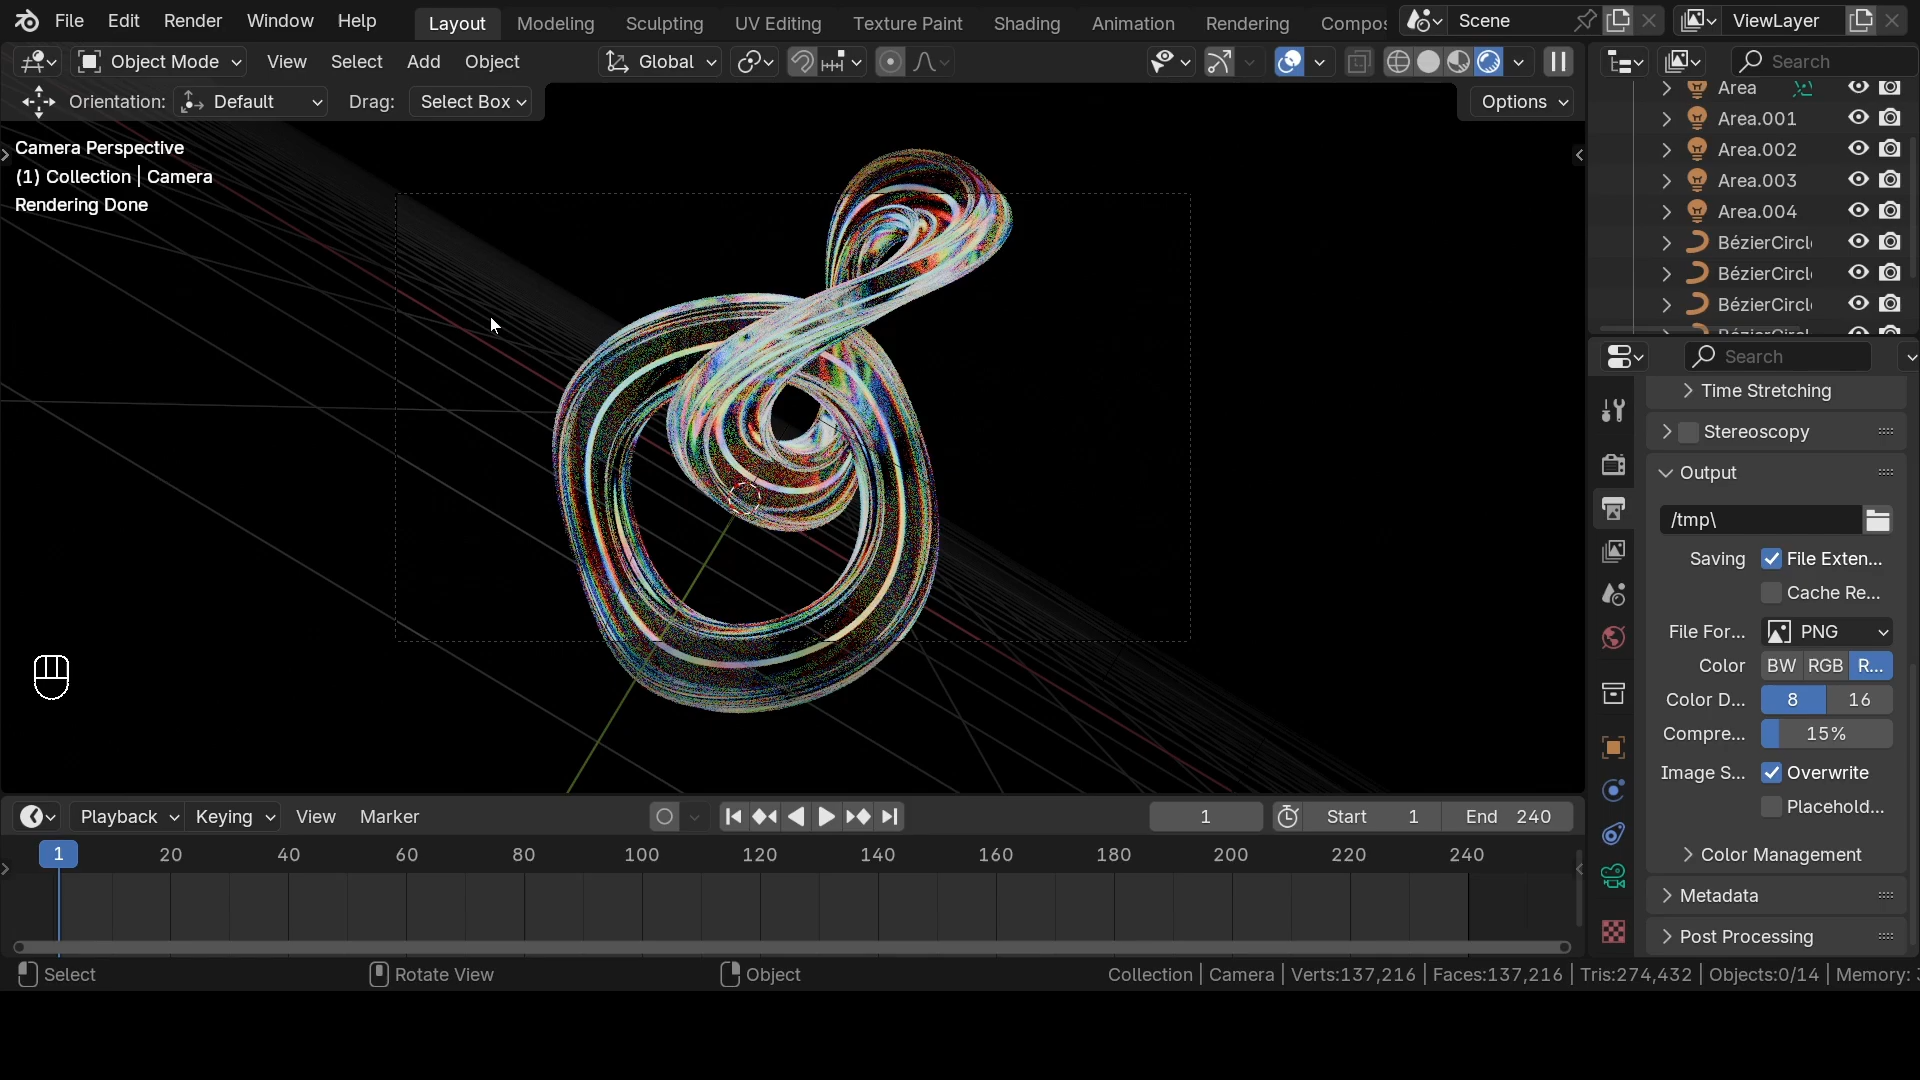 File Edit Render Window Help Layout Modeling Sculpting UV Editing Texture Paint Shading Animation Rendering Compos Scene ViewLayer
Object Mode View Select Add Object Global Search
Orientation: Default Drag: Select Box Options
Camera Perspective
(1) Collection | Camera
Rendering Done
Area
Area.001
Area.002
Area.003
Area.004
BézierCircl
BézierCircl
BézierCircl
Search
Time Stretching
Stereoscopy
Output
/tmp\
Saving File Exten...
Cache Re...
File For... PNG
Color BW RGB R...
Color D... 8 16
Compre... 15%
Image S... Overwrite
Placehold...
Color Management
Metadata
Post Processing
Playback Keying View Marker 1 Start 1 End 240
1 20 40 60 80 100 120 140 160 180 200 220 240
Select Rotate View Object Collection | Camera | Verts:137,216 | Faces:137,216 | Tris:274,432 | Objects:0/14 | Memory: